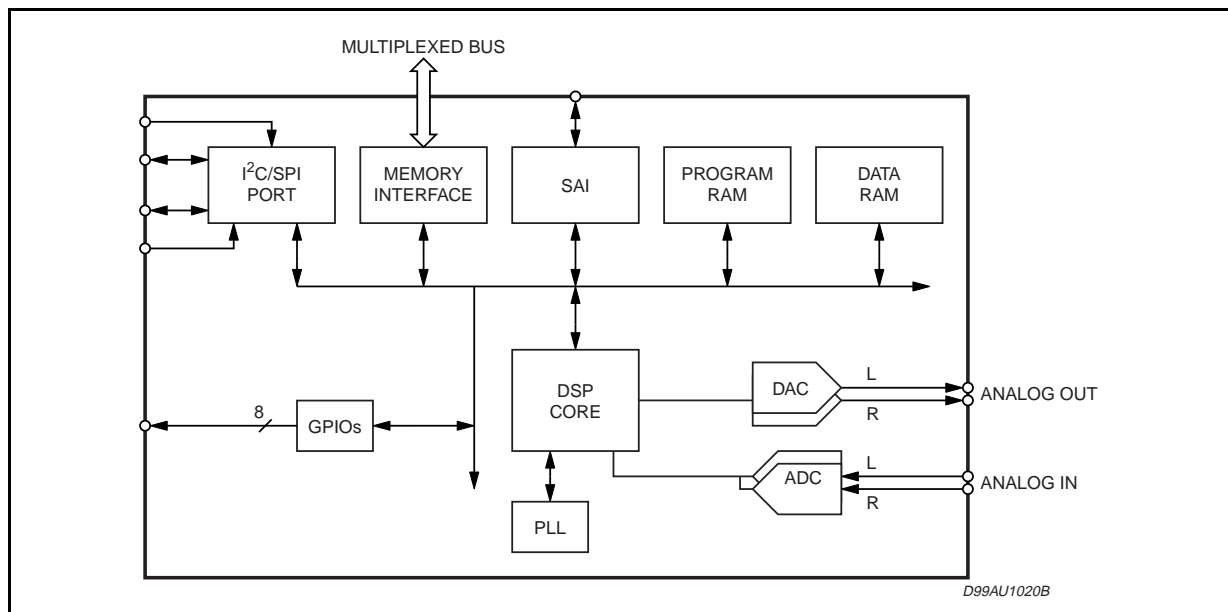 MULTIPLEXED BUS
I²C/SPI
PORT
MEMORY
INTERFACE
SAI
PROGRAM
RAM
DATA
RAM
DSP
CORE
DAC
L
R
ANALOG OUT
8
GPIOs
ADC
L
R
ANALOG IN
PLL
D99AU1020B